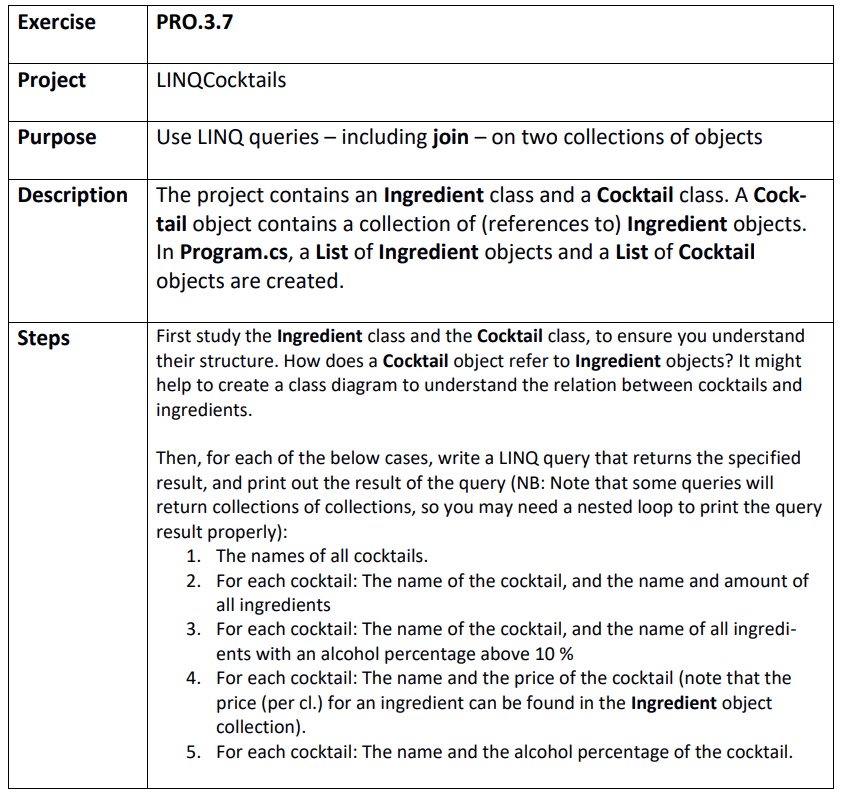 Exercise PRO.3.7
Project LINQCocktails
Purpose Use LINQ queries – including join – on two collections of objects
Description The project contains an Ingredient class and a Cocktail class. A Cock-
tail object contains a collection of (references to) Ingredient objects.
In Program.cs, a List of Ingredient objects and a List of Cocktail
objects are created.
Steps First study the Ingredient class and the Cocktail class, to ensure you understand
their structure. How does a Cocktail object refer to Ingredient objects? It might
help to create a class diagram to understand the relation between cocktails and
ingredients.
Then, for each of the below cases, write a LINQ query that returns the specified
result, and print out the result of the query (NB: Note that some queries will
return collections of collections, so you may need a nested loop to print the query
result properly):
1. The names of all cocktails.
2. For each cocktail: The name of the cocktail, and the name and amount of
all ingredients
3. For each cocktail: The name of the cocktail, and the name of all ingredi-
ents with an alcohol percentage above 10 %
4. For each cocktail: The name and the price of the cocktail (note that the
price (per cl.) for an ingredient can be found in the Ingredient object
collection).
5. For each cocktail: The name and the alcohol percentage of the cocktail.